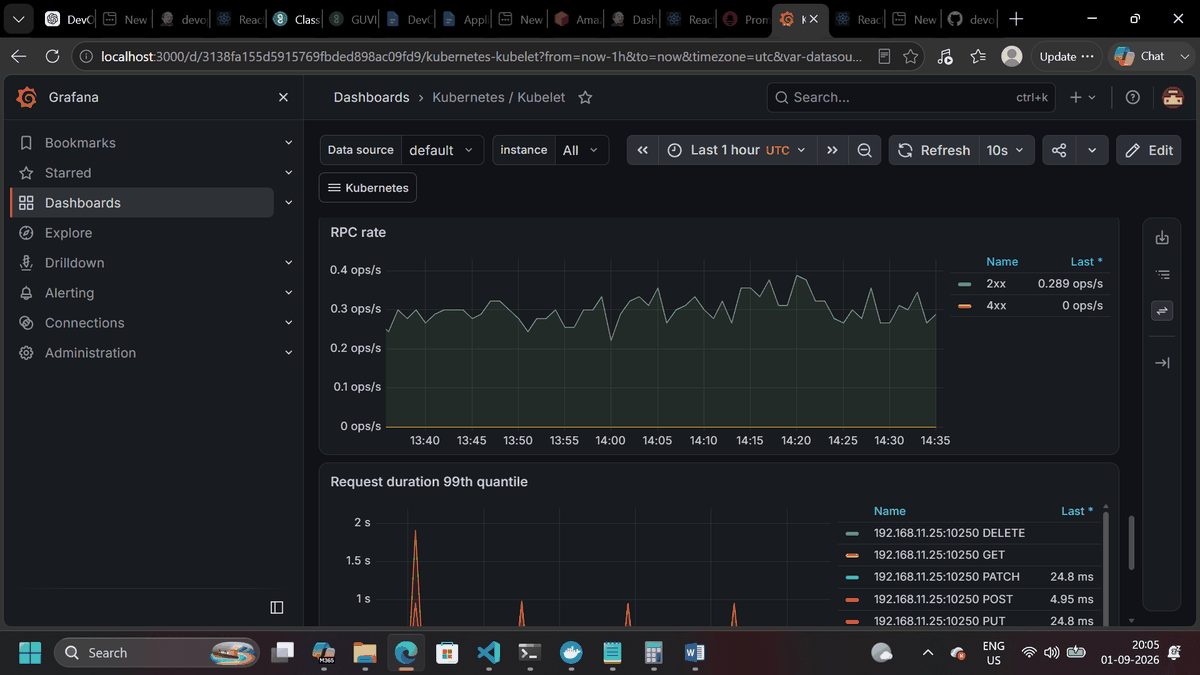 DevO
New
devo
Reac
Class
GUVI
DevO
Appl
New
Ama
Dash
Reac
Pron
K
Reac
New
devo
localhost:3000/d/3138fa155d5915769fbded898ac09fd9/kubernetes-kubelet?from=now-1h&to=now&timezone=utc&var-datasou...
Update
Chat
Grafana
Dashboards › Kubernetes / Kubelet
Search...
ctrl+k
Bookmarks
Starred
Dashboards
Explore
Drilldown
Alerting
Connections
Administration
Data source default
instance All
Last 1 hour UTC
Refresh 10s
Edit
Kubernetes
RPC rate
0.4 ops/s
0.3 ops/s
0.2 ops/s
0.1 ops/s
0 ops/s
13:40 13:45 13:50 13:55 14:00 14:05 14:10 14:15 14:20 14:25 14:30 14:35
Name Last *
2xx 0.289 ops/s
4xx 0 ops/s
Request duration 99th quantile
2 s
1.5 s
1 s
Name Last *
192.168.11.25:10250 DELETE
192.168.11.25:10250 GET
192.168.11.25:10250 PATCH 24.8 ms
192.168.11.25:10250 POST 4.95 ms
192.168.11.25:10250 PUT 24.8 ms
Search
M365
ENG
US
20:05
01-09-2026